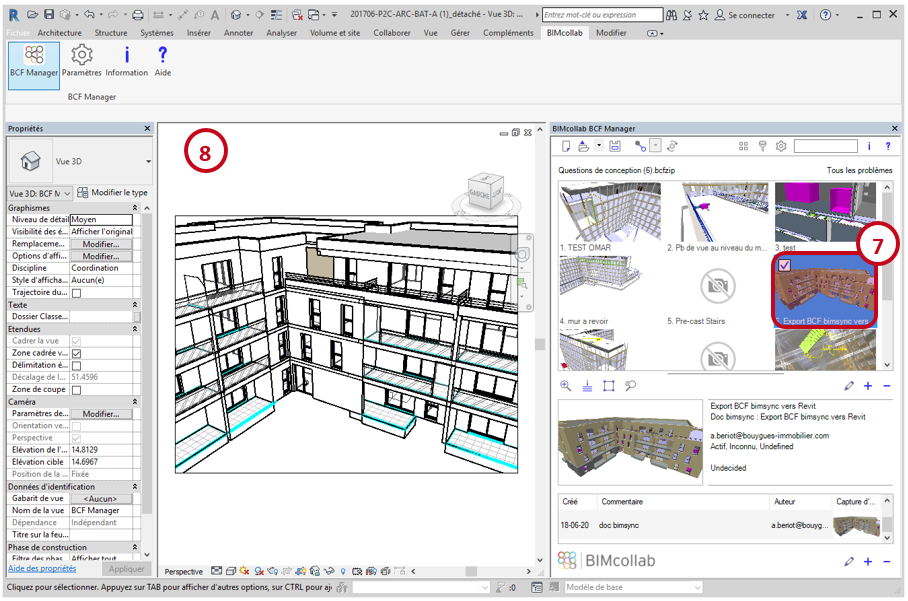 201706-P2C-ARC-BAT-A (1)_détaché - Vue 3D: ...
Entrez mot-clé ou expression
Se connecter
Fichier Architecture Structure Systèmes Insérer Annoter Analyser Volume et site Collaborer Vue Gérer Compléments BIMcollab Modifier
BCF Manager Paramètres Information Aide
BCF Manager
Propriétés
Vue 3D
Vue 3D: BCF M
Modifier le type
Graphismes
Niveau de détail Moyen
Visibilité des é... Afficher l'original
Remplaceme... Modifier...
Options d'affi... Modifier...
Discipline Coordination
Style d'afficha... Aucun(e)
Trajectoire du...
Texte
Dossier Classe...
Etendues
Cadrer la vue
Zone cadrée v...
Délimitation é...
Décalage de l... 51.4596
Zone de coupe
Caméra
Paramètres de... Modifier...
Orientation ve...
Perspective
Elévation de l'... 14.8129
Elévation cible 14.6967
Position de la ... Fixée
Données d'identification
Gabarit de vue <Aucun>
Nom de la vue BCF Manager
Dépendance Indépendant
Titre sur la feu...
Phase de construction
Filtre des phas... Afficher tout
Aide des propriétés
Appliquer
8
Perspective
BIMcollab BCF Manager
Questions de conception (6).bcfzip
Tous les problèmes
1. TEST OMAR
2. Pb de vue au niveau du m...
3. test
7
4. mur a revoir
5. Pre-cast Stairs
Export BCF bimsync vers
Export BCF bimsync vers Revit
Doc bimsync : Export BCF bimsync vers Revit
a.beriot@bouygues-immobilier.com
Actif, Inconnu, Undefined
Undecided
Créé Commentaire Auteur Capture d'...
18-06-20 doc bimsync a.beriot@bouyg...
BIMcollab
Cliquez pour sélectionner. Appuyez sur TAB pour afficher d'autres options, sur CTRL pour aj
:0
Modèle de base